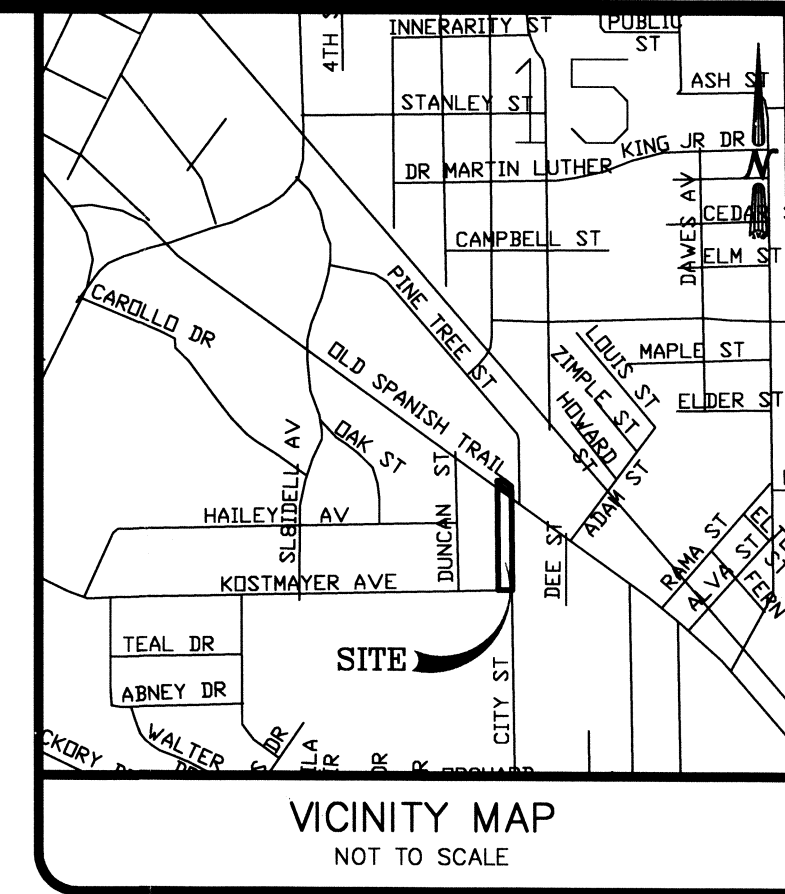 INNERARITY ST
PUBLIC
ST
4TH
15
ASH ST
STANLEY ST
DR MARTIN LUTHER KING JR DR
N
DAWES AV
CEDAR
CAMPBELL ST
ELM ST
CAROLLO DR
PINE TREE ST
OLD SPANISH TRAIL
LOUIS ST
ZIMPLE ST
MAPLE ST
HOWARD ST
ELDER ST
OAK ST
DUNCAN ST
ADAM ST
HAILEY AV
SLBIDELL AV
DEE ST
RAMA ST
ALVA ST
FERN
KOSTMAYER AVE
TEAL DR
SITE
ABNEY DR
CITY ST
WALTER
DR
VICINITY MAP
NOT TO SCALE